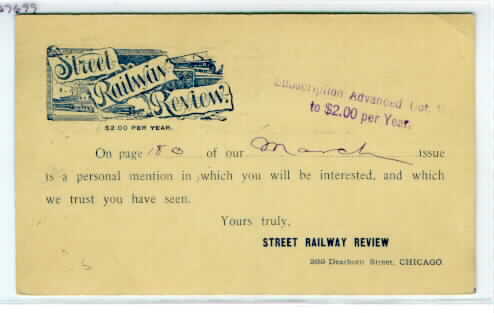 Street
Railway
Review.
$2.00 PER YEAR.
Subscription Advanced Oct.
to $2.00 per Year.
On page 180 of our March issue
is a personal mention in which you will be interested, and which
we trust you have seen.
Yours truly,
STREET RAILWAY REVIEW
Dearborn Street, CHICAGO.